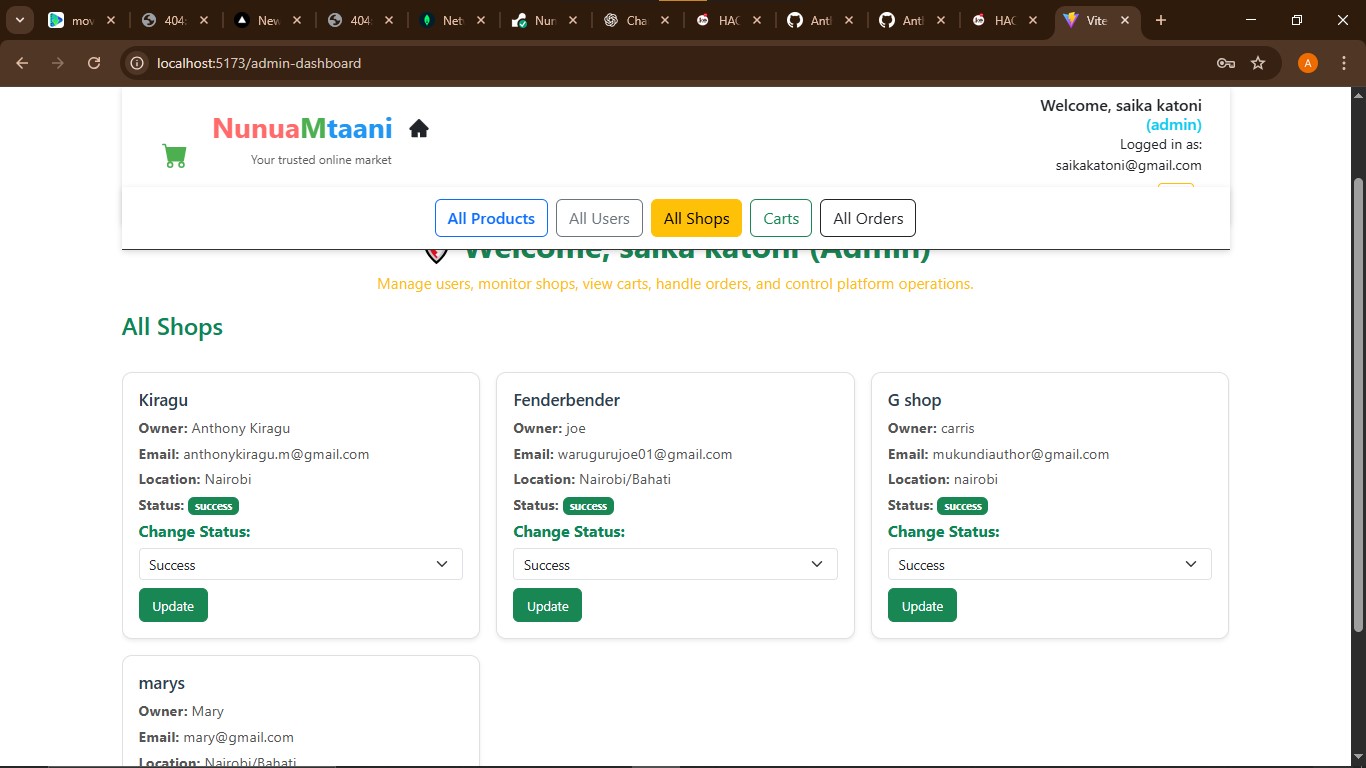 mov
404:
New
404:
Net
Nun
Cha
HAC
Antl
Antl
HAC
Vite
localhost:5173/admin-dashboard
A
NunuaMtaani
Your trusted online market
Welcome, saika katoni
(admin)
Logged in as:
saikakatoni@gmail.com
All Products All Users All Shops Carts All Orders
Welcome, saika katoni (Admin)
Manage users, monitor shops, view carts, handle orders, and control platform operations.
All Shops
Kiragu
Owner: Anthony Kiragu
Email: anthonykiragu.m@gmail.com
Location: Nairobi
Status: success
Change Status:
Success
Update
Fenderbender
Owner: joe
Email: warugurujoe01@gmail.com
Location: Nairobi/Bahati
Status: success
Change Status:
Success
Update
G shop
Owner: carris
Email: mukundiauthor@gmail.com
Location: nairobi
Status: success
Change Status:
Success
Update
marys
Owner: Mary
Email: mary@gmail.com
Location: Nairobi/Bahati